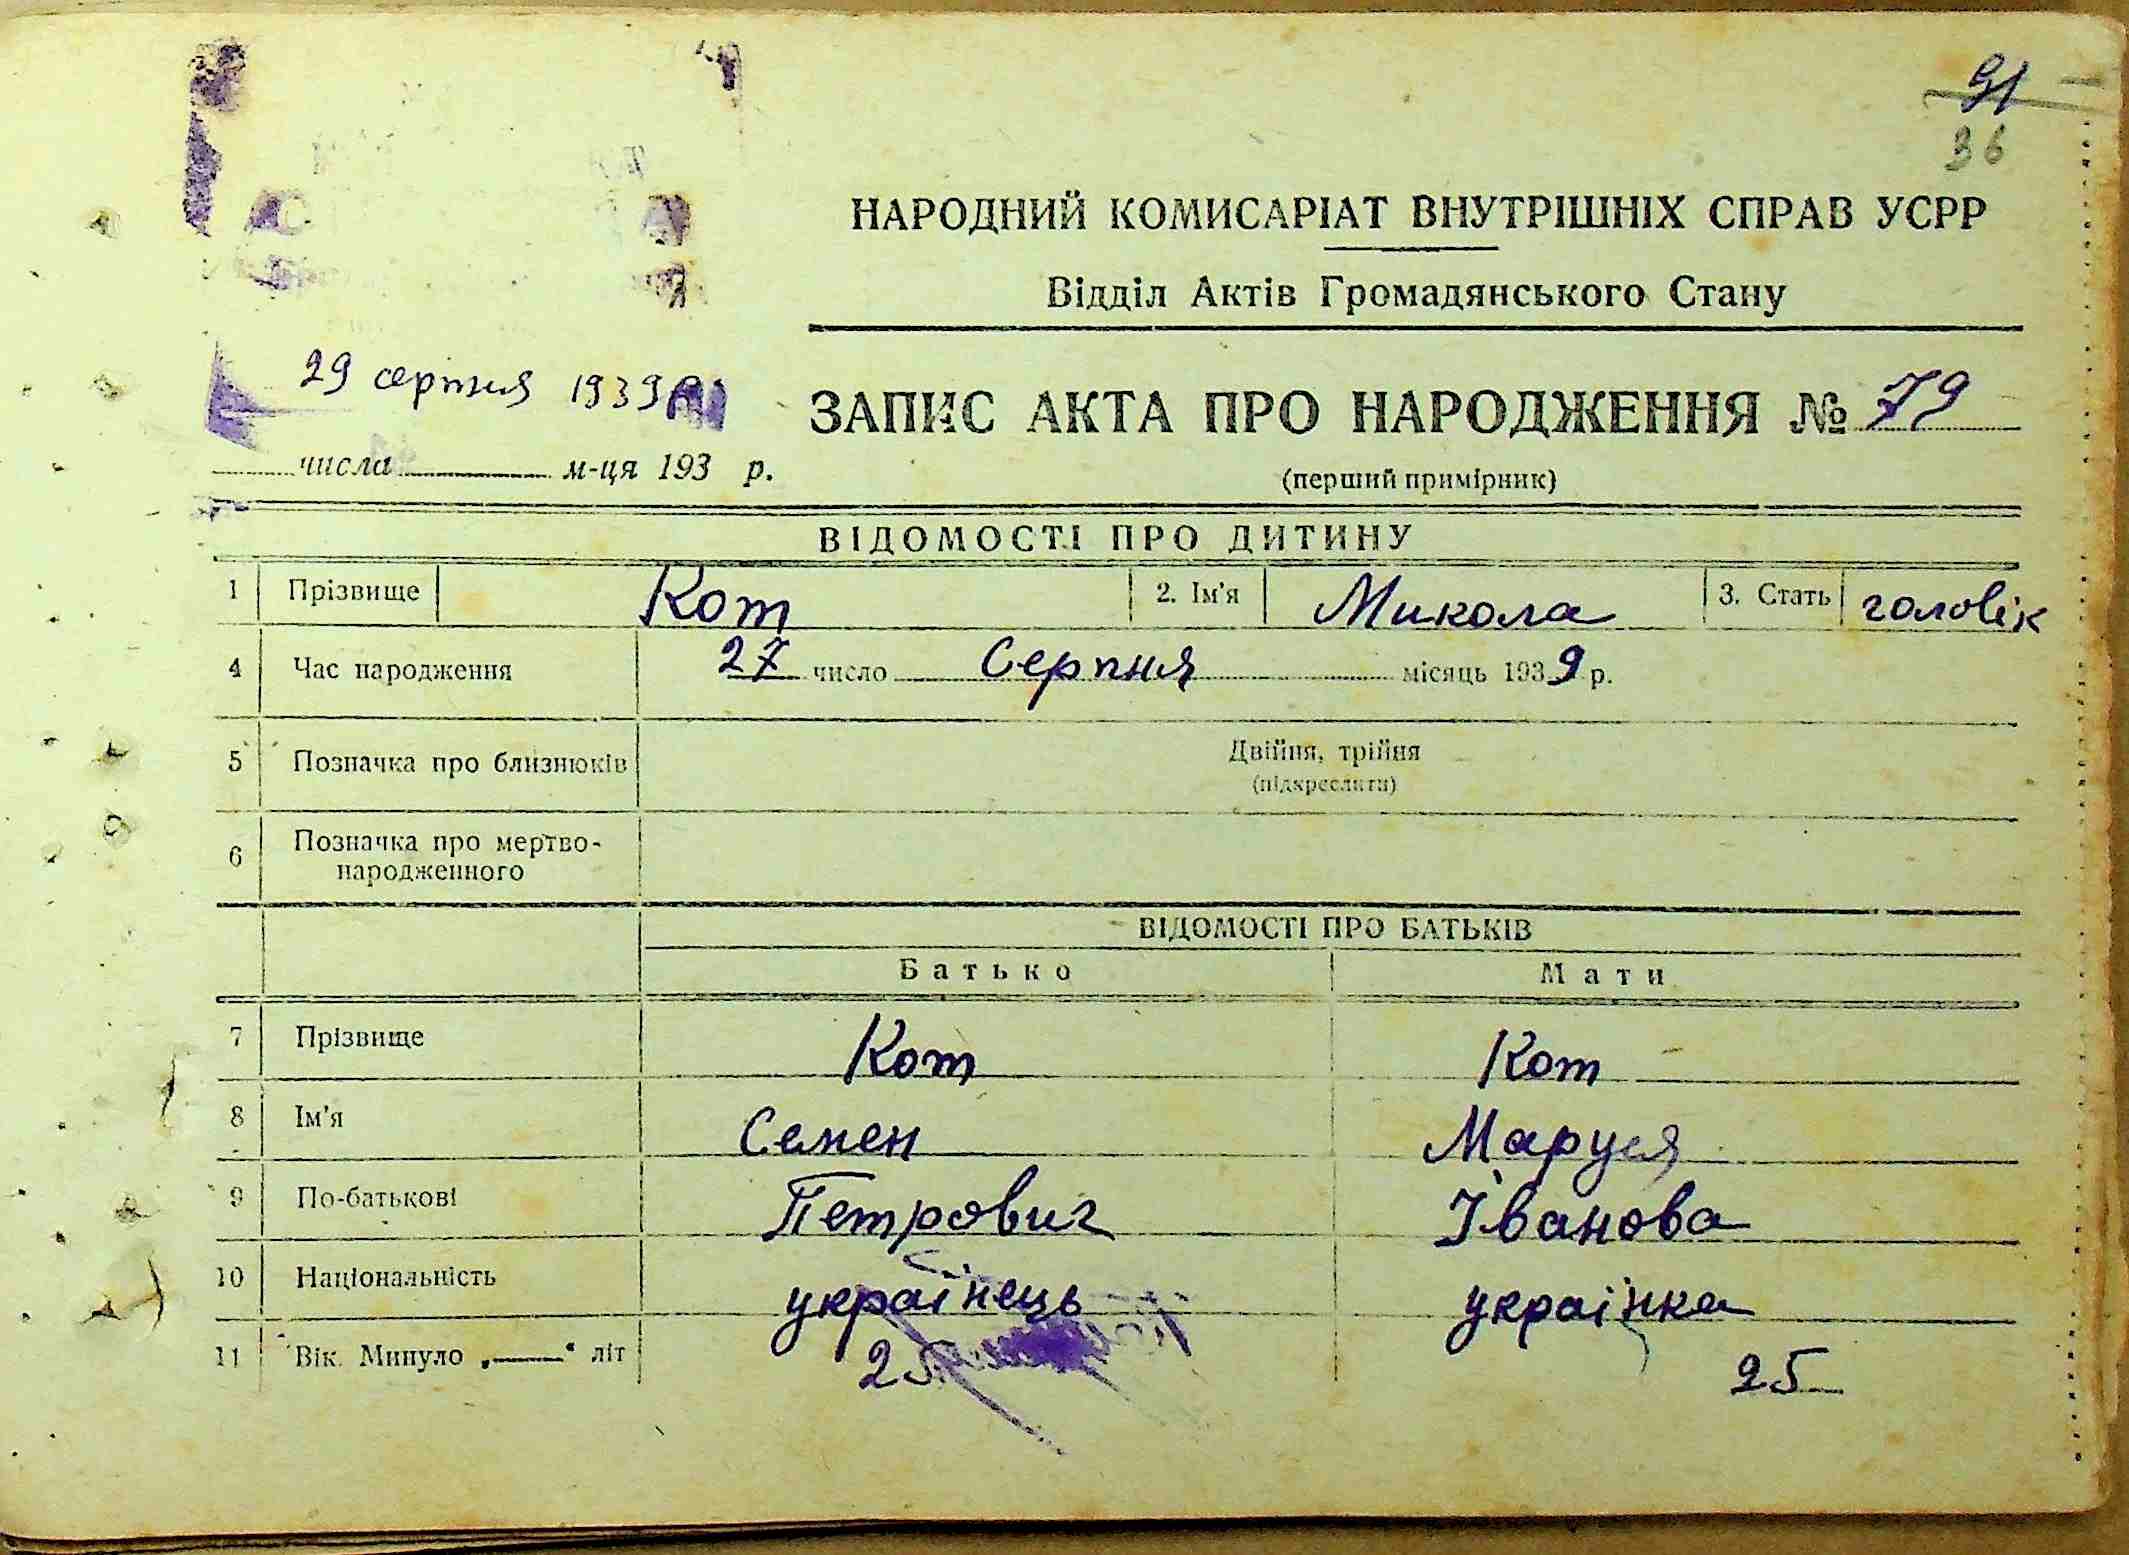 91
36
НАРОДНИЙ КОМИСАРІАТ ВНУТРІШНІХ СПРАВ УСРР
Відділ Актів Громадянського Стану
29 серпня 1939
ЗАПИС АКТА ПРО НАРОДЖЕННЯ № 79
числа м-ця 193 р.
(перший примірник)
ВІДОМОСТІ ПРО ДИТИНУ
1 Прізвище Кот 2. Ім'я Микола 3. Стать головік
4 Час народження 27 число Серпня місяць 1939 р.
5 Позначка про близнюків Двійня, трійня
(підкреслити)
6 Позначка про мертво-
народженного
ВІДОМОСТІ ПРО БАТЬКІВ
Батько Мати
7 Прізвище Кот Кот
8 Ім'я Семен Маруся
9 По-батькові Петрович Іванова
10 Національність українець українка
11 Вік. Минуло „—“ літ 25 25